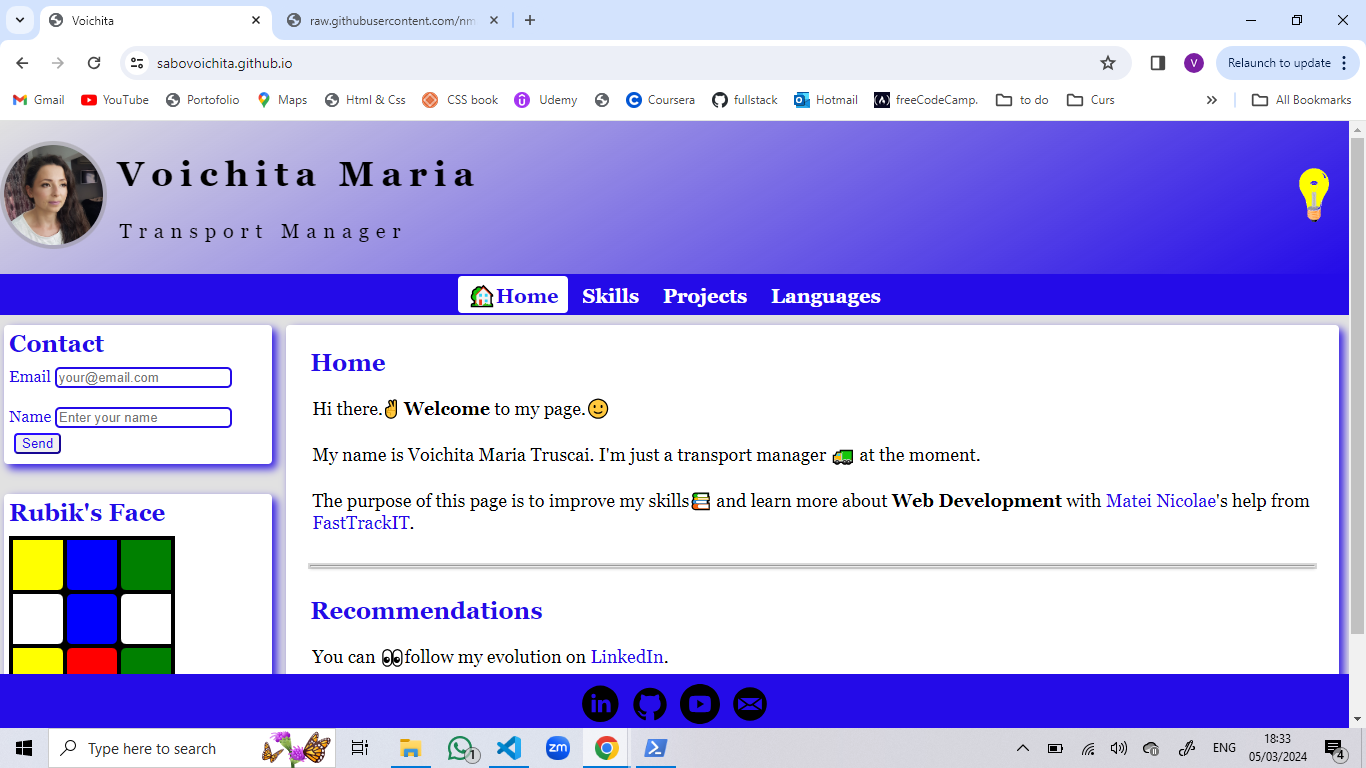 Voichita
raw.githubusercontent.com/nm
sabovoichita.github.io
V
Relaunch to update
Gmail
YouTube
Portofolio
Maps
Html & Css
CSS book
Udemy
Coursera
fullstack
Hotmail
freeCodeCamp.
to do
Curs
All Bookmarks
Voichita Maria
Transport Manager
Home
Skills
Projects
Languages
Contact
Email your@email.com
Name Enter your name
Send
Rubik's Face
Home
Hi there.✌ Welcome to my page.🙂
My name is Voichita Maria Truscai. I'm just a transport manager 🚚 at the moment.
The purpose of this page is to improve my skills📚 and learn more about Web Development with Matei Nicolae's help from
FastTrackIT.
Recommendations
You can 👀follow my evolution on LinkedIn.
Type here to search
1
zm
ENG
18:33
05/03/2024
4